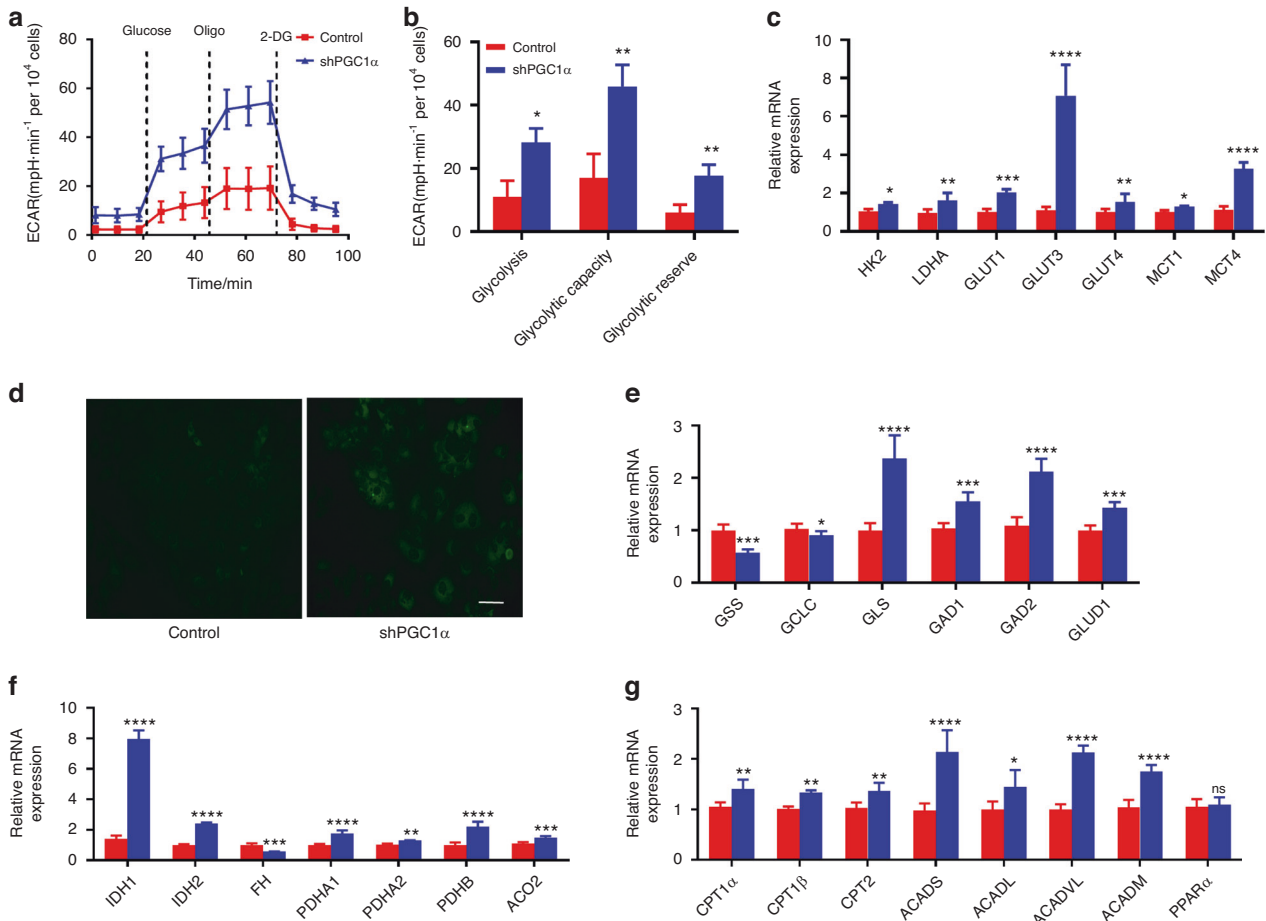 a
Glucose
Oligo
2-DG
Control
shPGC1α
ECAR(mpH·min⁻¹ per 10⁴ cells)
80
60
40
20
0
0 20 40 60 80 100
Time/min
b
Control
shPGC1α
ECAR(mpH·min⁻¹ per 10⁴ cells)
60
40
20
0
*
**
**
Glycolysis
Glycolytic capacity
Glycolytic reserve
c
Relative mRNA
expression
10
8
6
4
2
0
*
**
***
****
**
*
****
HK2
LDHA
GLUT1
GLUT3
GLUT4
MCT1
MCT4
d
Control
shPGC1α
e
Relative mRNA
expression
3
2
1
0
***
*
****
***
****
***
GSS
GCLC
GLS
GAD1
GAD2
GLUD1
f
Relative mRNA
expression
10
8
6
4
2
0
****
****
***
****
**
****
***
IDH1
IDH2
FH
PDHA1
PDHA2
PDHB
ACO2
g
Relative mRNA
expression
3
2
1
0
**
**
**
****
*
****
****
ns
CPT1α
CPT1β
CPT2
ACADS
ACADL
ACADVL
ACADM
PPARα